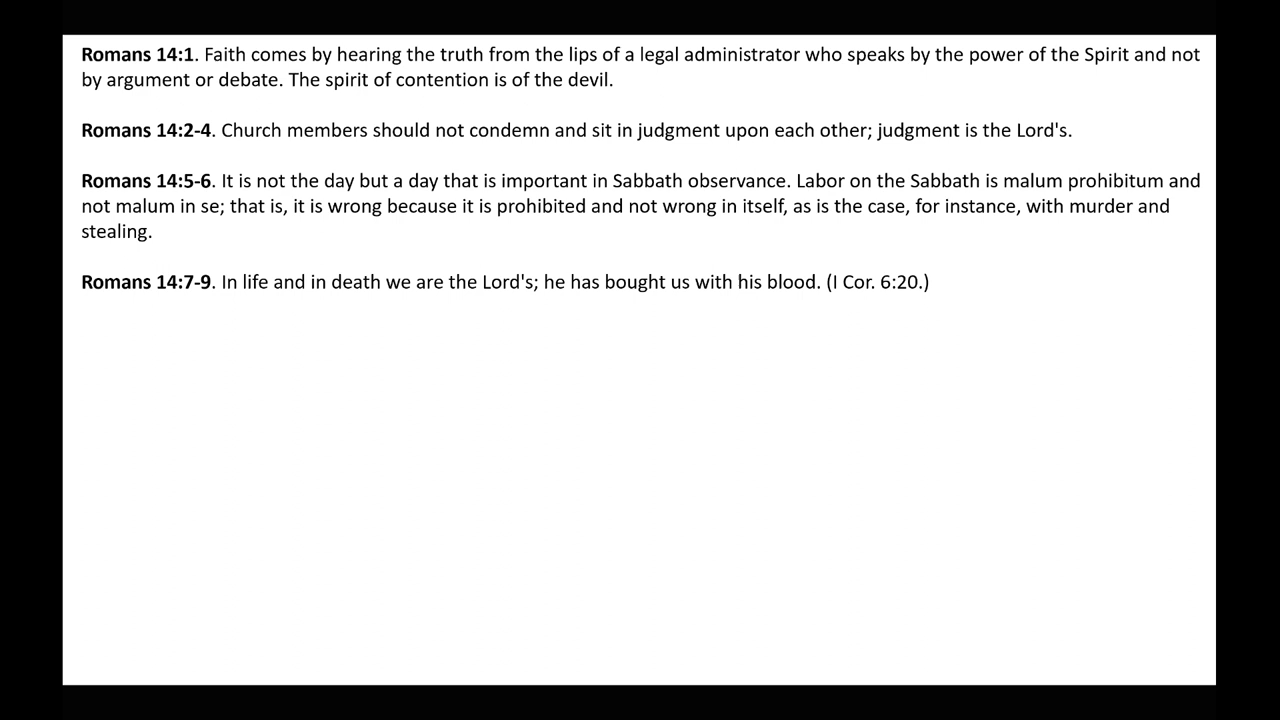 Romans 14:1. Faith comes by hearing the truth from the lips of a legal administrator who speaks by the power of the Spirit and not
by argument or debate. The spirit of contention is of the devil.
Romans 14:2-4. Church members should not condemn and sit in judgment upon each other; judgment is the Lord's.
Romans 14:5-6. It is not the day but a day that is important in Sabbath observance. Labor on the Sabbath is malum prohibitum and
not malum in se; that is, it is wrong because it is prohibited and not wrong in itself, as is the case, for instance, with murder and
stealing.
Romans 14:7-9. In life and in death we are the Lord's; he has bought us with his blood. (I Cor. 6:20.)